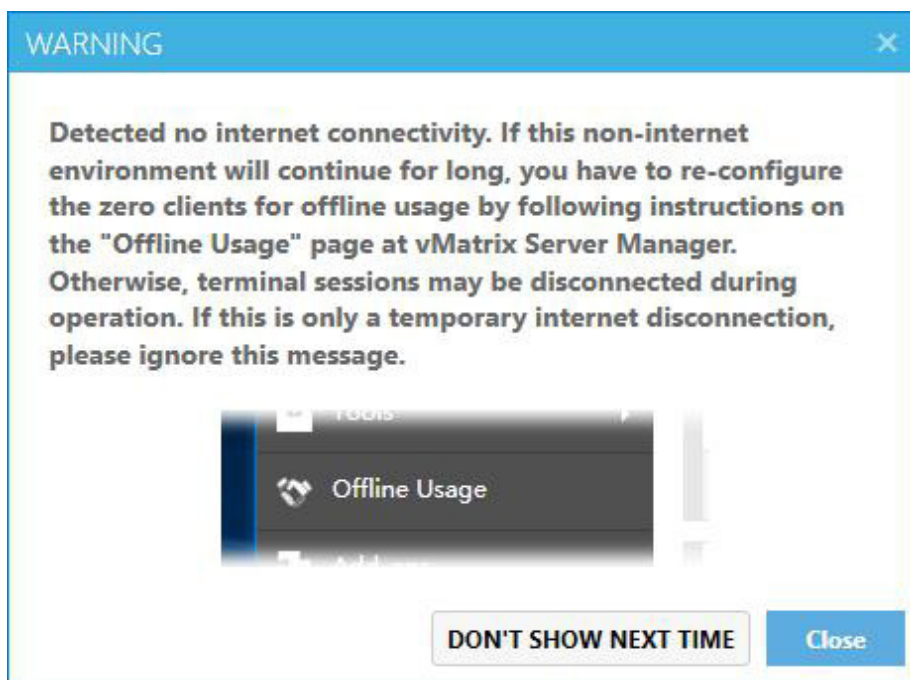 WARNING
Detected no internet connectivity. If this non-internet
environment will continue for long, you have to re-configure
the zero clients for offline usage by following instructions on
the "Offline Usage" page at vMatrix Server Manager.
Otherwise, terminal sessions may be disconnected during
operation. If this is only a temporary internet disconnection,
please ignore this message.
Tools
Offline Usage
DON'T SHOW NEXT TIME
Close